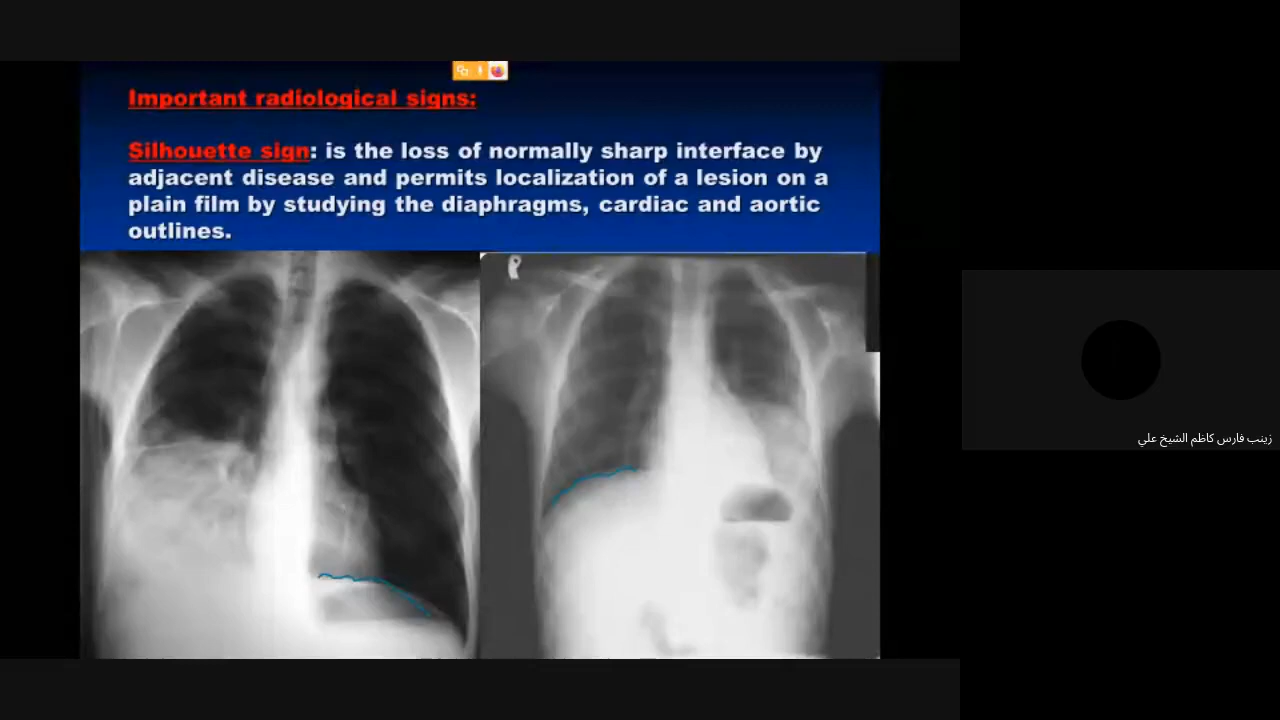 Important radiological signs:
Silhouette sign: is the loss of normally sharp interface by
adjacent disease and permits localization of a lesion on a
plain film by studying the diaphragms, cardiac and aortic
outlines.
زينب فارس كاظم الشيخ علي